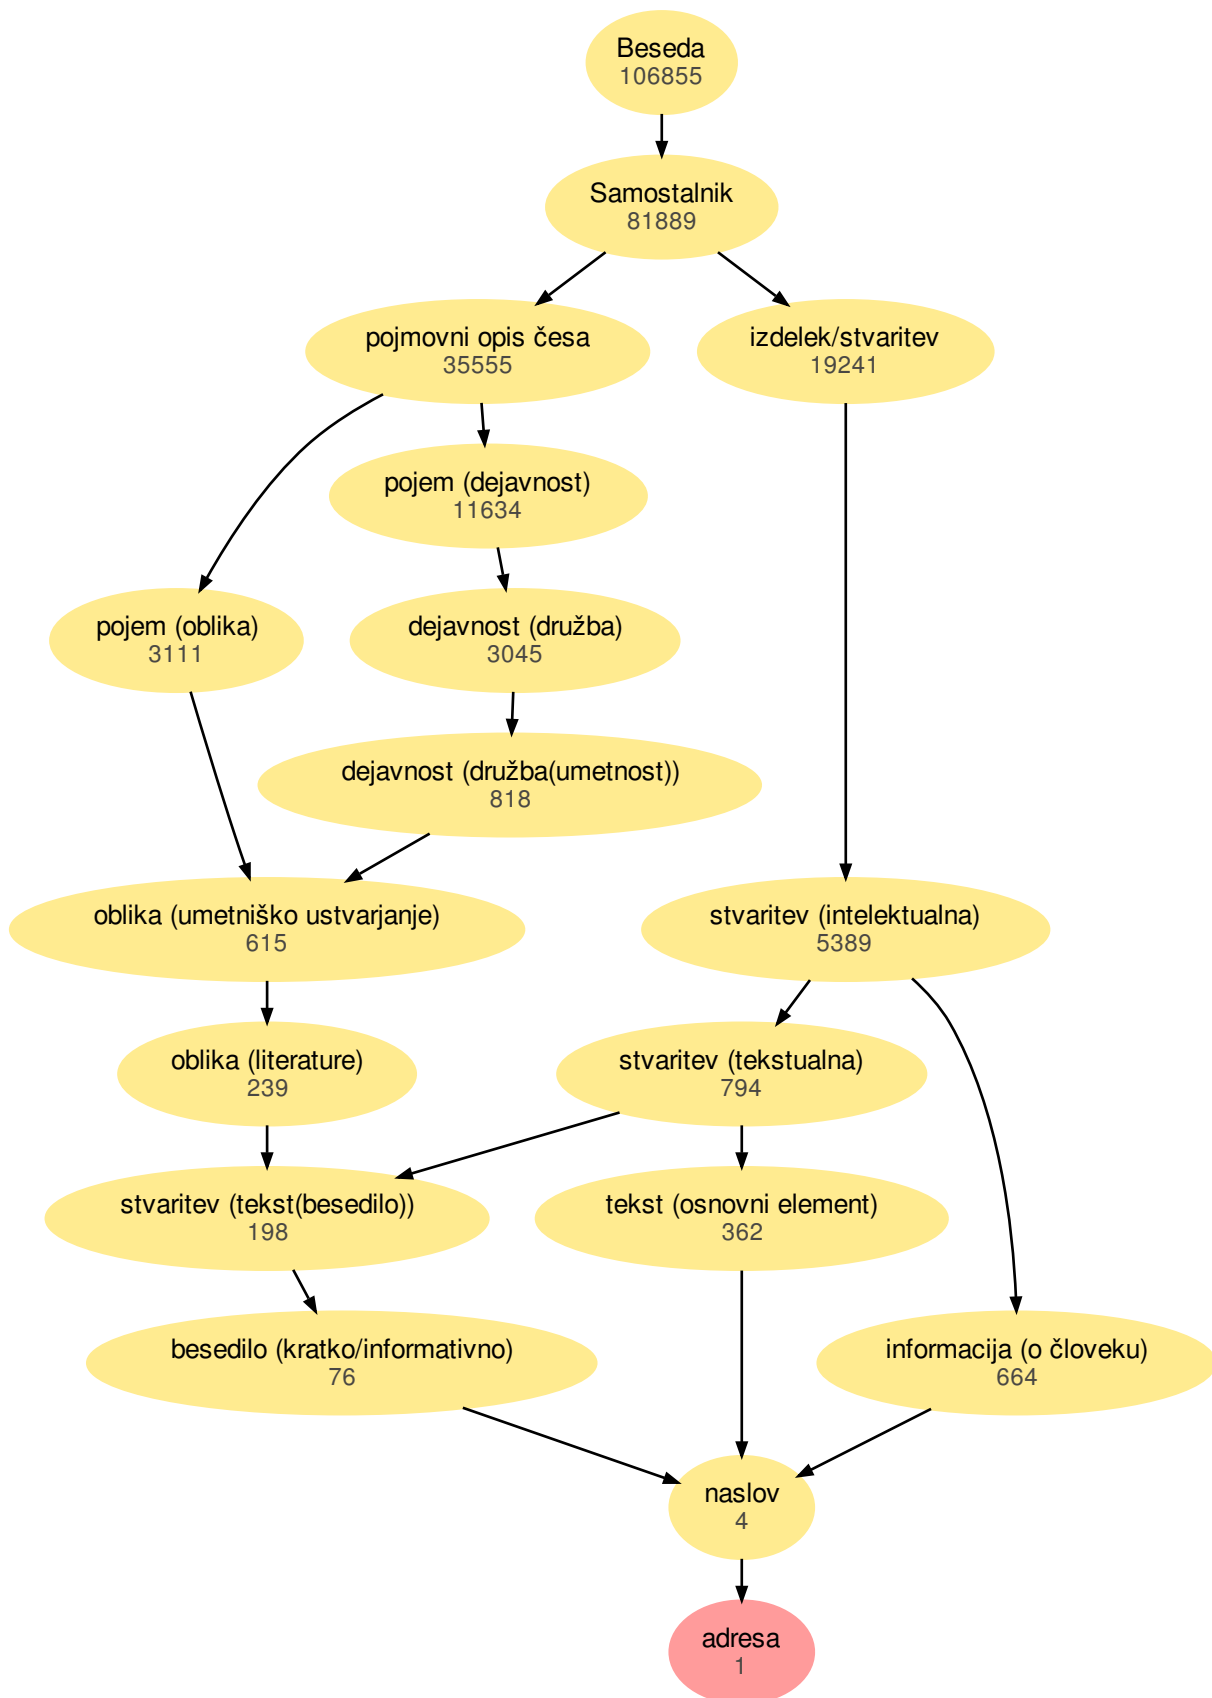 Beseda
106855
Samostalnik
81889
pojmovni opis česa
35555
izdelek/stvaritev
19241
pojem (dejavnost)
11634
pojem (oblika)
3111
dejavnost (družba)
3045
dejavnost (družba(umetnost))
818
oblika (umetniško ustvarjanje)
615
stvaritev (intelektualna)
5389
oblika (literature)
239
stvaritev (tekstualna)
794
stvaritev (tekst(besedilo))
198
tekst (osnovni element)
362
besedilo (kratko/informativno)
76
informacija (o človeku)
664
naslov
4
adresa
1